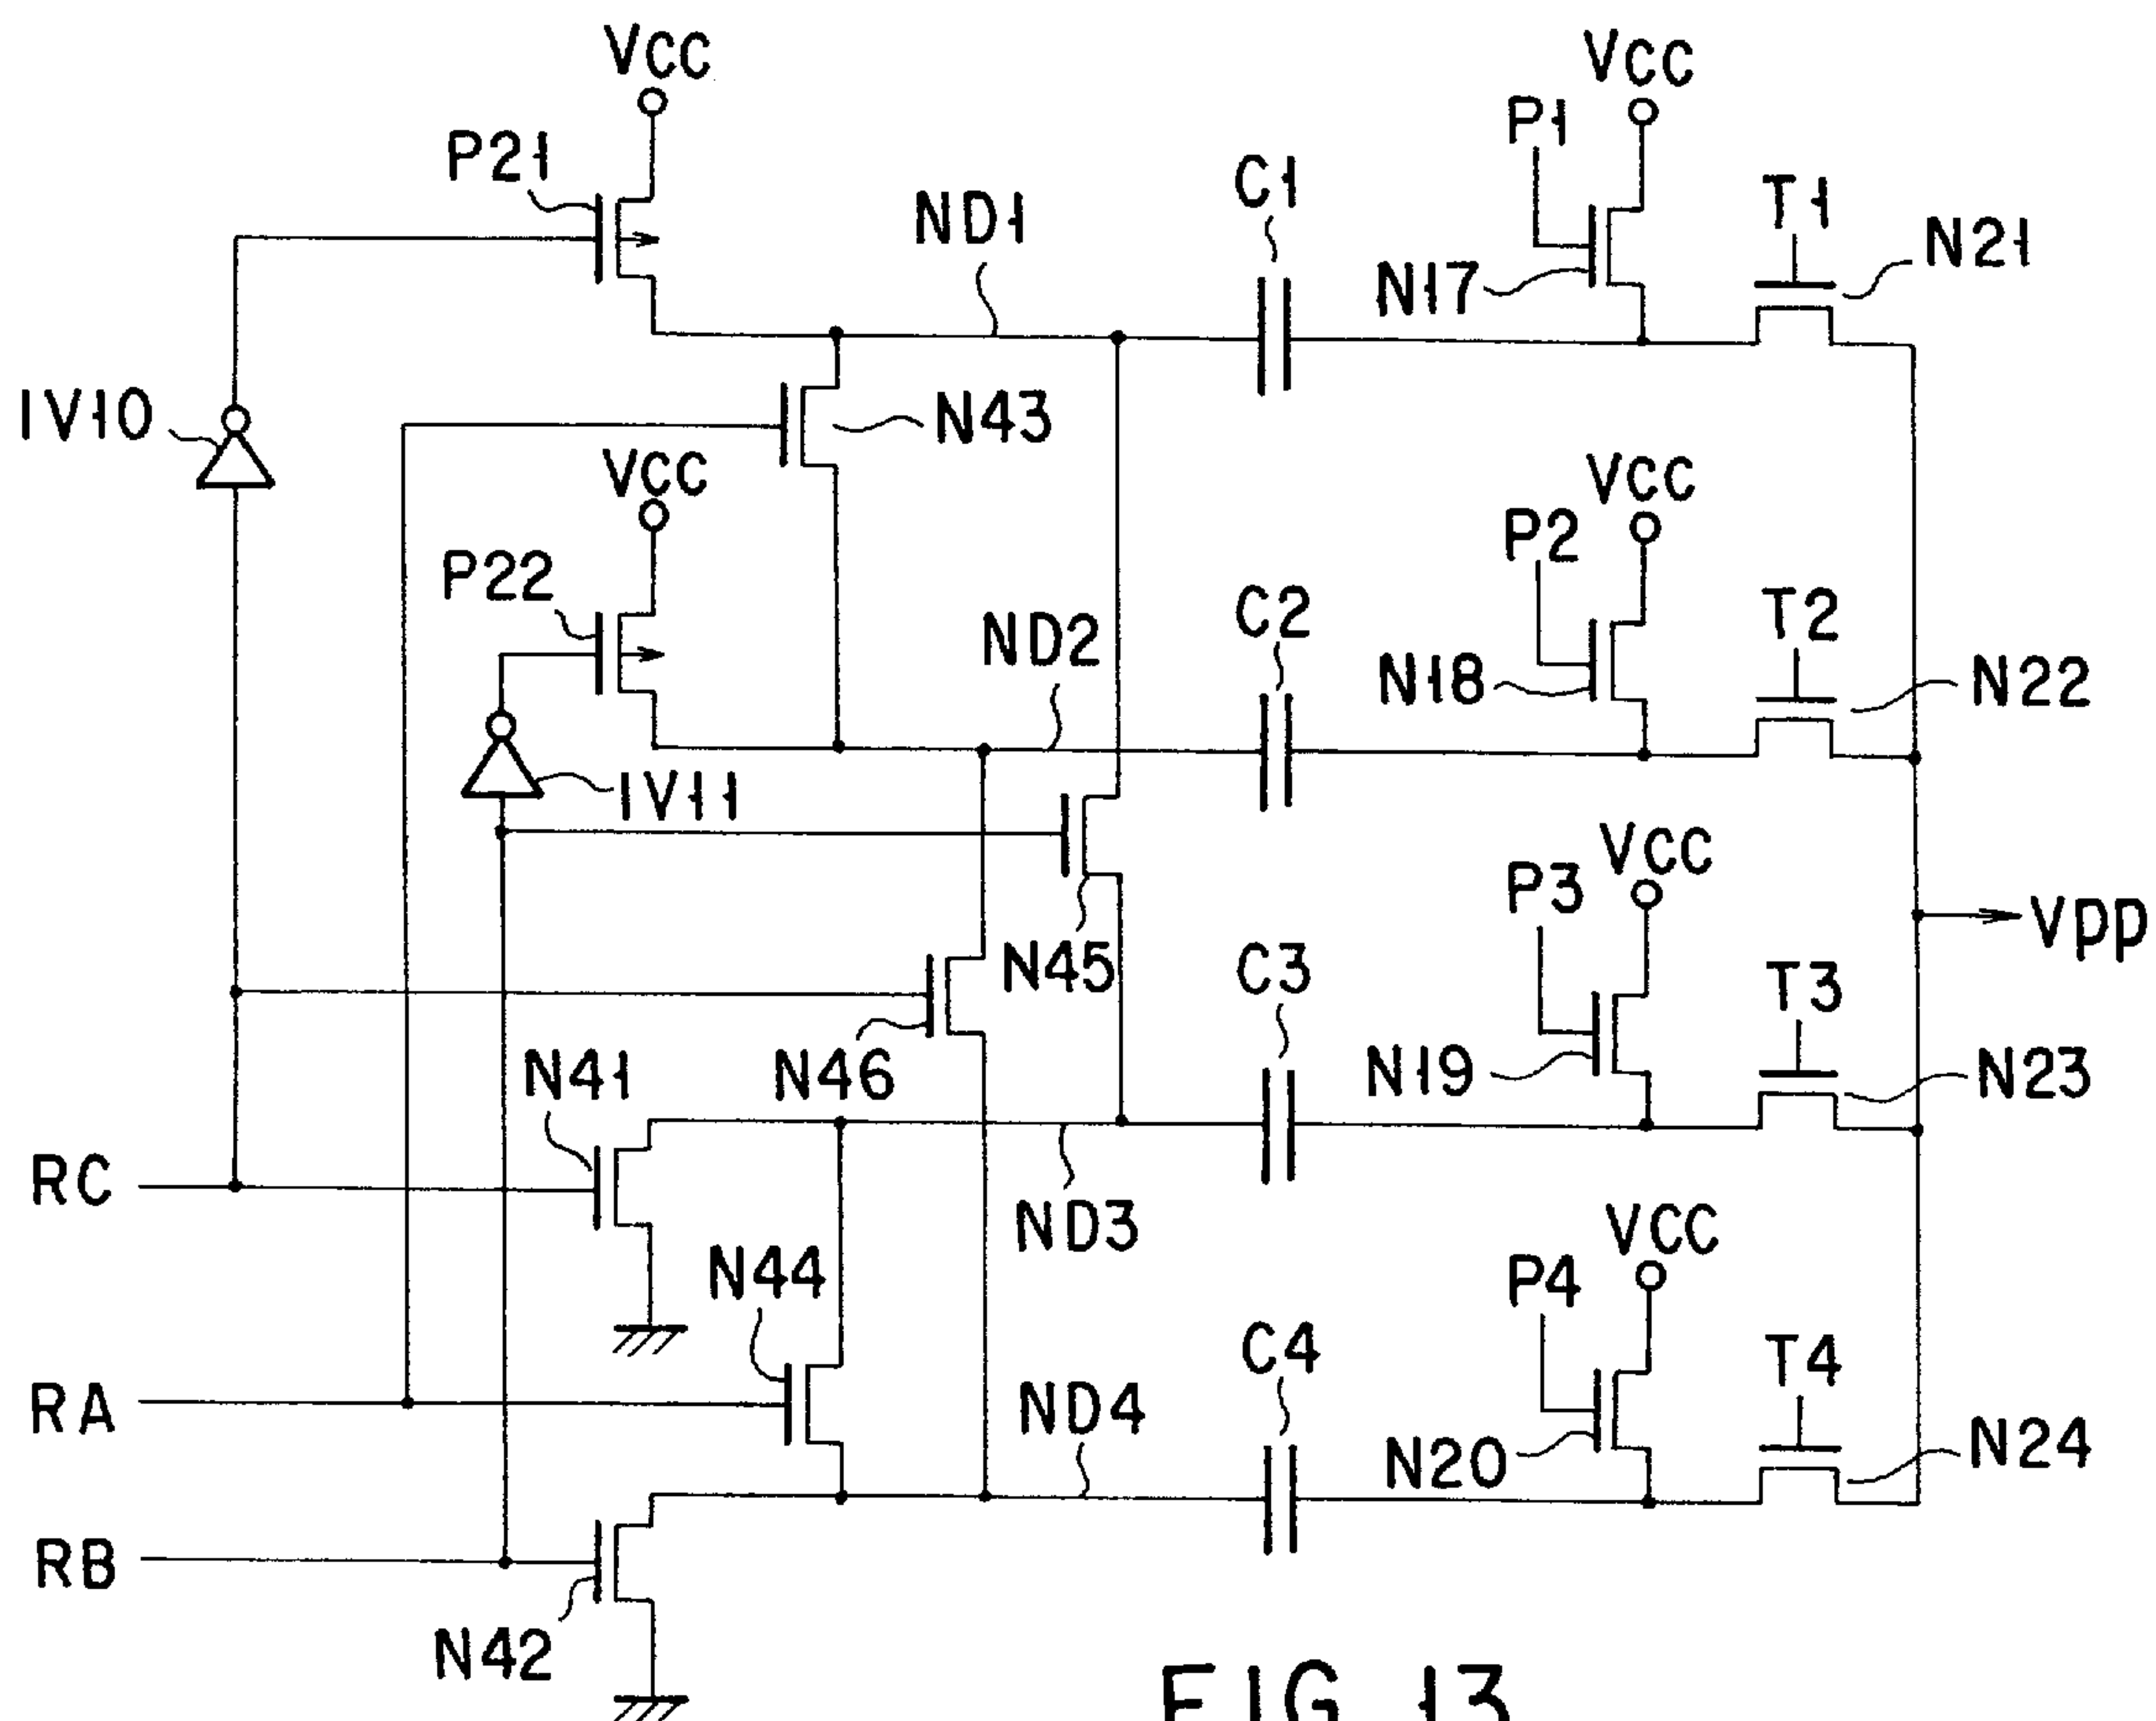 VCC
VCC
P1
P21
C1
T1
ND1
N21
N17
IV10
N43
VCC
VCC
P2
P22
C2
T2
ND2
N18
N22
IV11
VCC
P3
Vpp
N45
C3
T3
N41
N46
N19
N23
RC
ND3
VCC
N44
P4
C4
T4
RA
ND4
N20
N24
RB
N42
FIG. 13